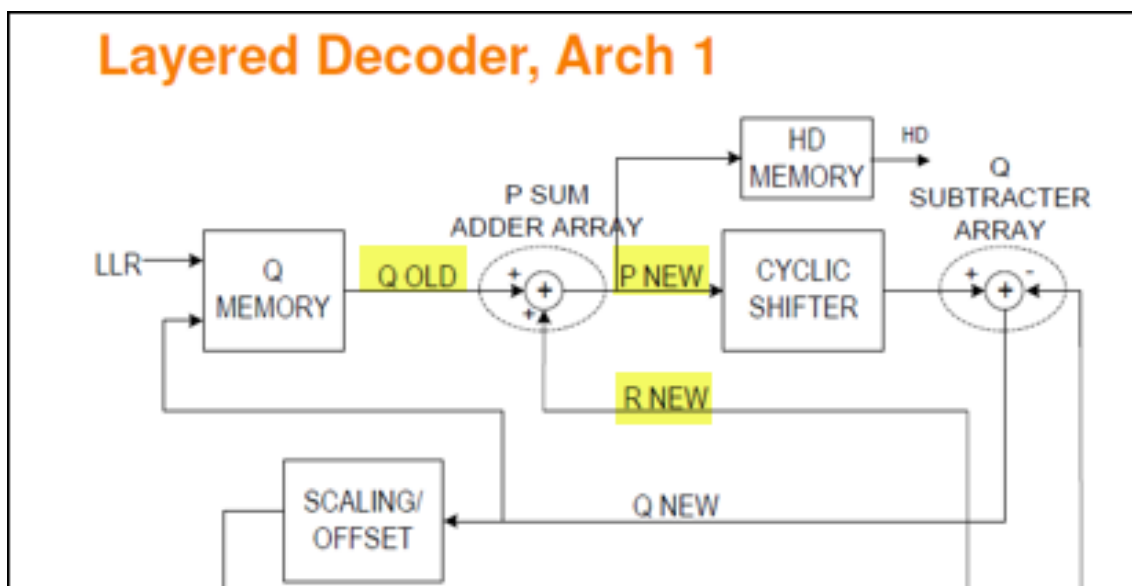 Layered Decoder, Arch 1
HD
MEMORY
HD
Q
SUBTRACTER
ARRAY
P SUM
ADDER ARRAY
LLR
Q
MEMORY
Q OLD
+
+
+
P NEW
CYCLIC
SHIFTER
+
-
+
R NEW
SCALING/
OFFSET
Q NEW